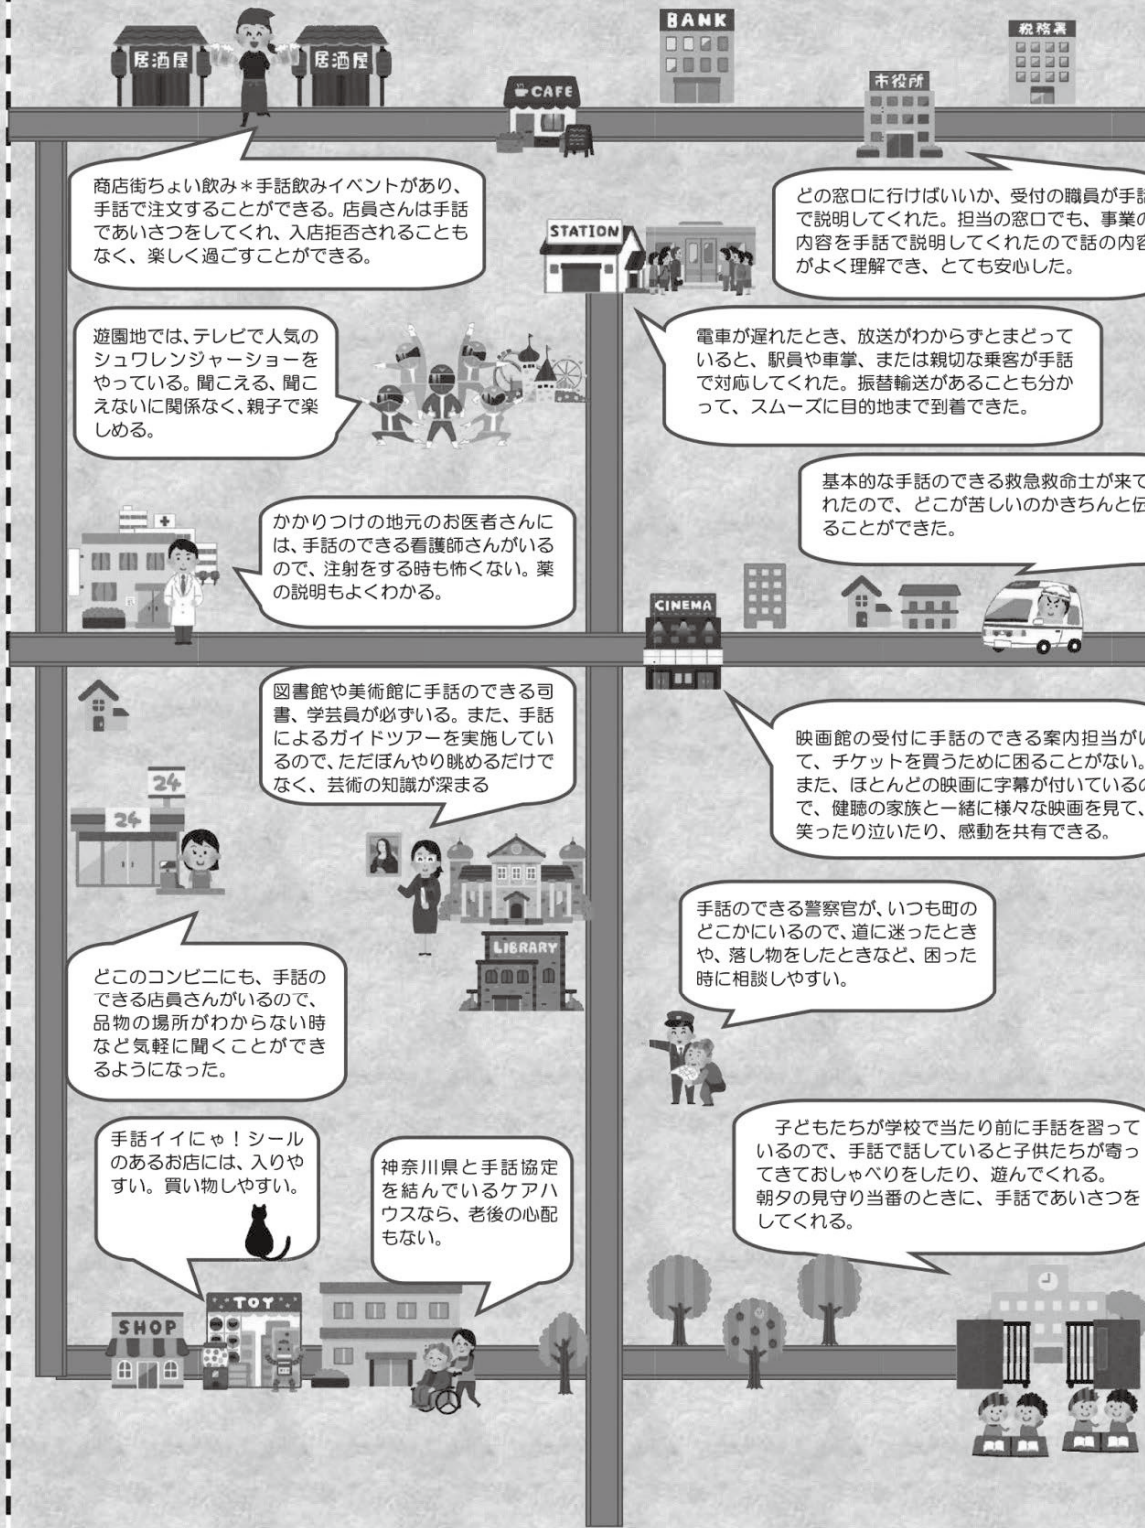 居酒屋
居酒屋
CAFE
BANK
市役所
税務署
商店街ちょい飲み＊手話飲みイベントがあり、
手話で注文することができる。店員さんは手話
であいさつをしてくれ、入店拒否されることも
なく、楽しく過ごすことができる。
どの窓口に行けばいいか、受付の職員が手話
で説明してくれた。担当の窓口でも、事業の
内容を手話で説明してくれたので話の内容
がよく理解でき、とても安心した。
STATION
遊園地では、テレビで人気の
シュワレンジャーショーを
やっている。聞こえる、聞こ
えないに関係なく、親子で楽
しめる。
電車が遅れたとき、放送がわからずとまどって
いると、駅員や車掌、または親切な乗客が手話
で対応してくれた。振替輸送があることも分か
って、スムーズに目的地まで到着できた。
かかりつけの地元のお医者さんに
は、手話のできる看護師さんがいる
ので、注射をする時も怖くない。薬
の説明もよくわかる。
基本的な手話のできる救急救命士が来て
れたので、どこが苦しいのかきちんと伝
ることができた。
CINEMA
図書館や美術館に手話のできる司
書、学芸員が必ずいる。また、手話
によるガイドツアーを実施してい
るので、ただぼんやり眺めるだけで
なく、芸術の知識が深まる
映画館の受付に手話のできる案内担当がい
て、チケットを買うために困ることがない。
また、ほとんどの映画に字幕が付いているの
で、健聴の家族と一緒に様々な映画を見て、
笑ったり泣いたり、感動を共有できる。
24
24
LIBRARY
手話のできる警察官が、いつも町の
どこかにいるので、道に迷ったとき
や、落し物をしたときなど、困った
時に相談しやすい。
どこのコンビニにも、手話の
できる店員さんがいるので、
品物の場所がわからない時
など気軽に聞くことができ
るようになった。
手話イイにゃ！シール
のあるお店には、入りや
すい。買い物しやすい。
神奈川県と手話協定
を結んでいるケアハ
ウスなら、老後の心配
もない。
子どもたちが学校で当たり前に手話を習って
いるので、手話で話していると子供たちが寄っ
てきておしゃべりをしたり、遊んでくれる。
朝夕の見守り当番のときに、手話であいさつを
してくれる。
SHOP
TOY